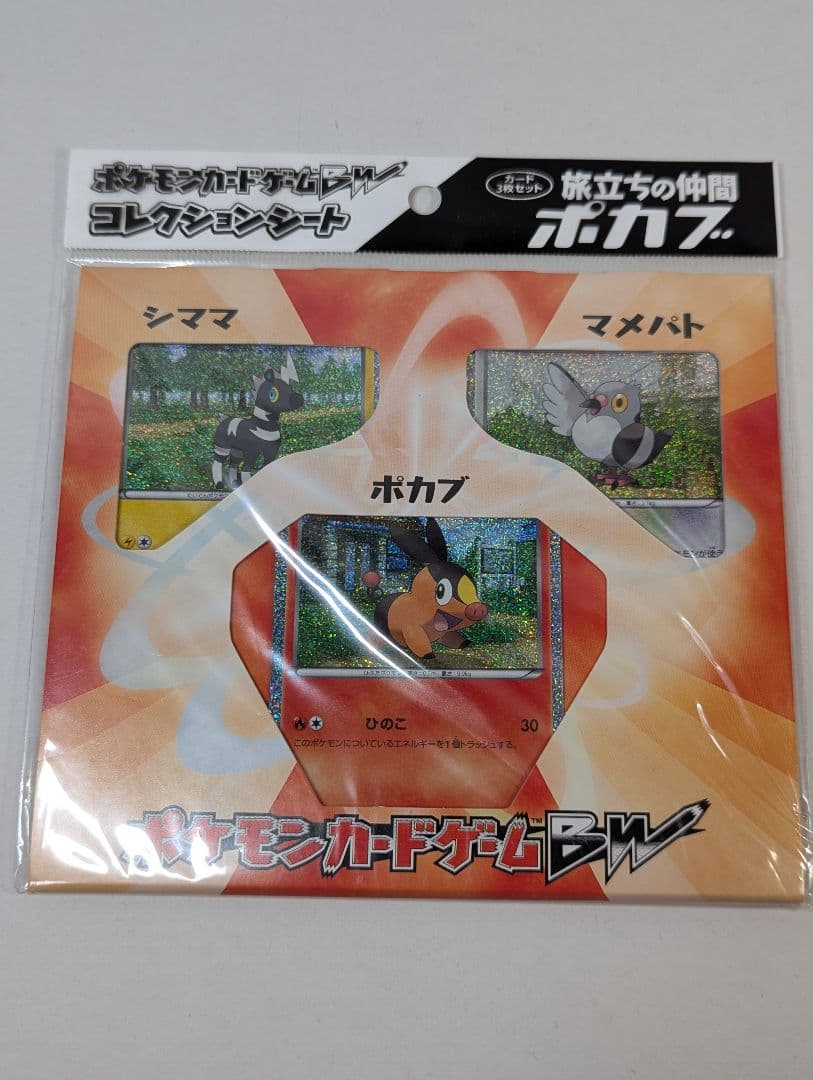 ポケモンカードゲームBW
コレクションシート
カード
3枚セット
旅立ちの仲間
ポカブ
シママ
マメパト
ポカブ
ひのこ 30
このポケモンについているエネルギーを1個トラッシュする。
ポケモンカードゲーム™BW